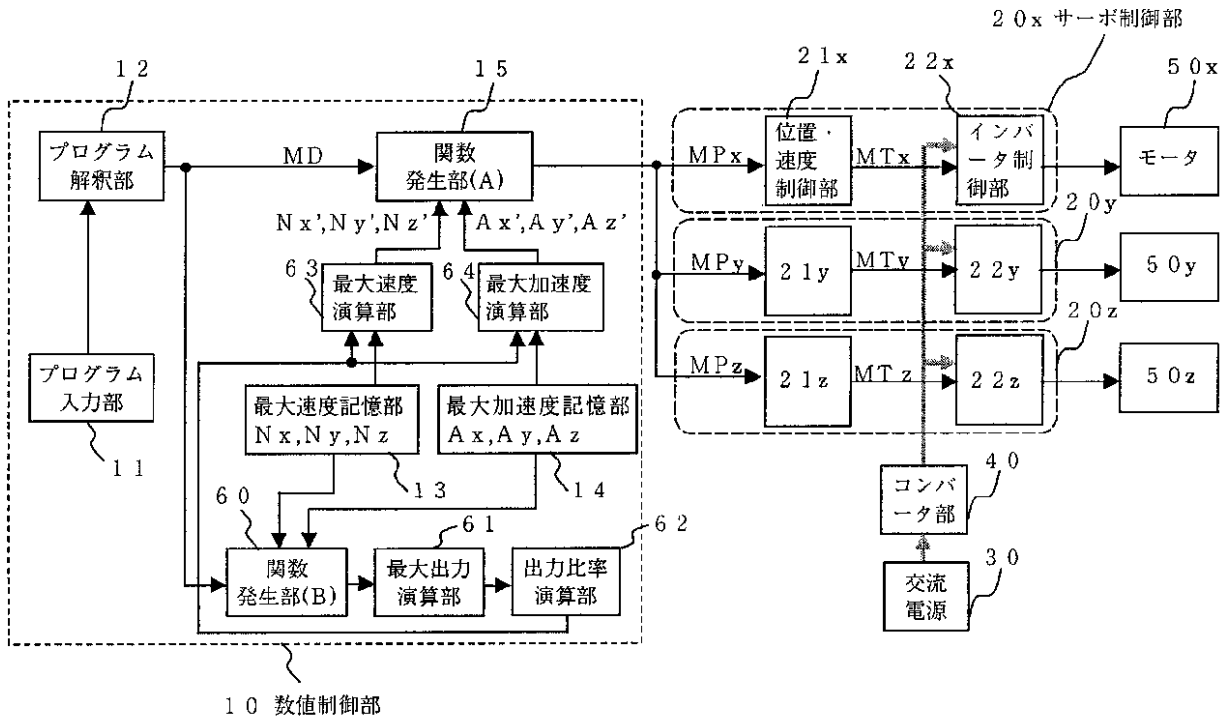 20x サーボ制御部
12
15
21x
22x
50x
プログラム
解釈部
MD
関数
発生部(A)
MPx
位置・
速度
制御部
MTx
インバ
ータ制
御部
モータ
Nx',Ny',Nz'
Ax',Ay',Az'
20y
63
最大速度
演算部
64
最大加速度
演算部
MPy
21y
MTy
22y
50y
20z
プログラム
入力部
MPz
21z
MTz
22z
50z
最大速度記憶部
Nx,Ny,Nz
最大加速度記憶部
Ax,Ay,Az
11
13
14
40
コンバ
ータ部
60
61
62
関数
発生部(B)
最大出力
演算部
出力比率
演算部
30
交流
電源
10 数値制御部